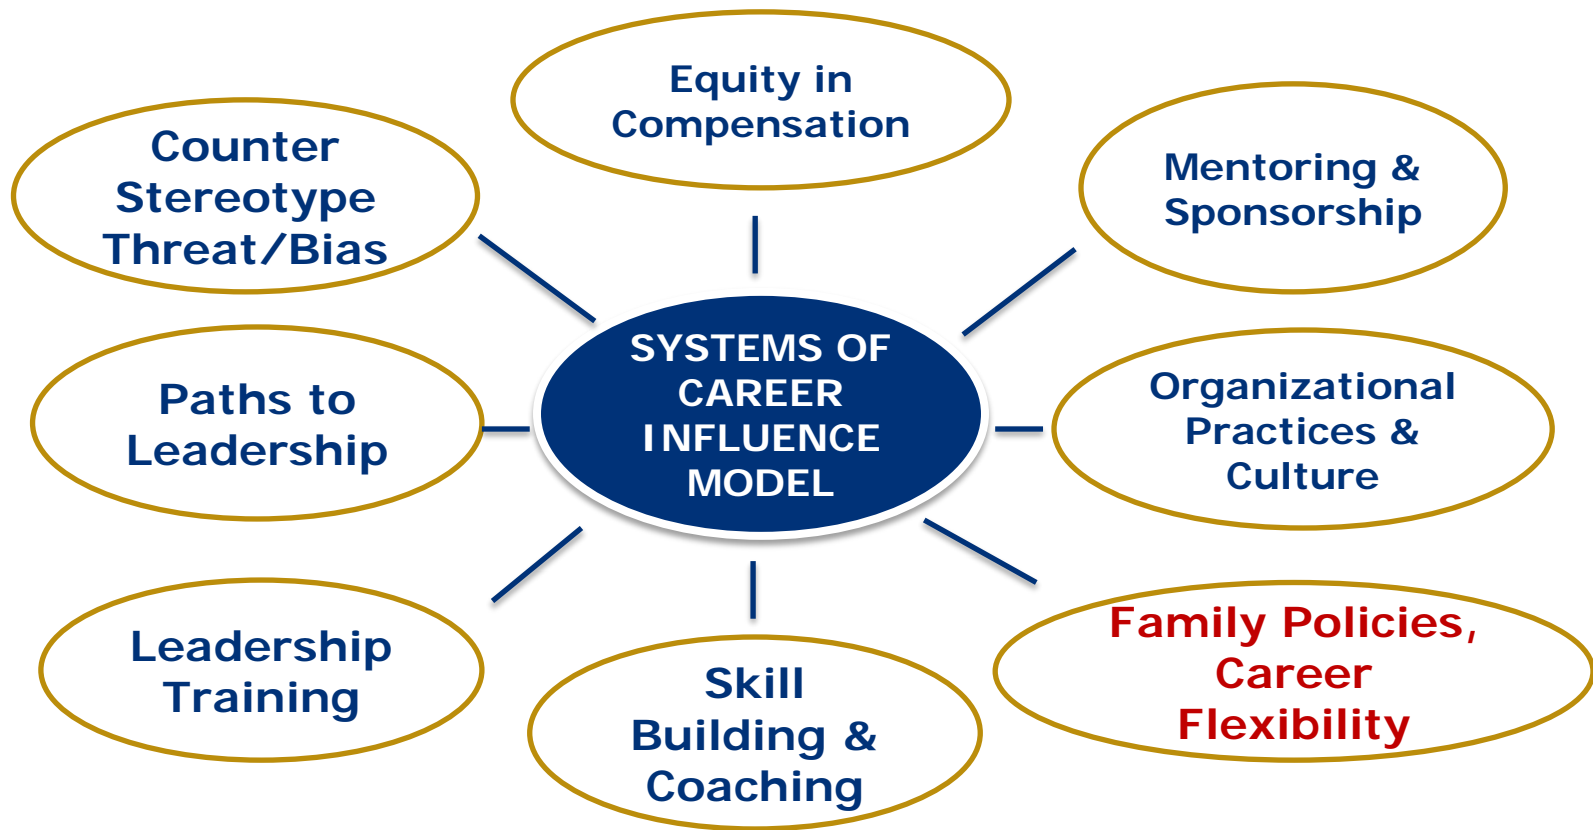 Equity in
Compensation
Counter
Stereotype
Threat/Bias
Mentoring &
Sponsorship
SYSTEMS OF
CAREER
INFLUENCE
MODEL
Paths to
Leadership
Organizational
Practices &
Culture
Leadership
Training
Skill
Building &
Coaching
Family Policies,
Career
Flexibility